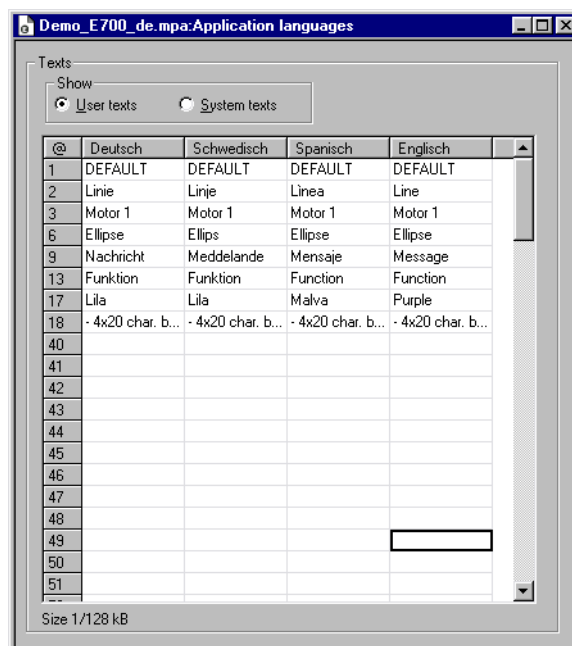 Demo_E700_de.mpa:Application languages
Texts
Show
User texts System texts
@ Deutsch Schwedisch Spanisch Englisch
1 DEFAULT DEFAULT DEFAULT DEFAULT
2 Linie Linje Linea Line
3 Motor 1 Motor 1 Motor 1 Motor 1
6 Ellipse Ellips Ellipse Ellipse
9 Nachricht Meddelande Mensaje Message
13 Funktion Funktion Function Function
17 Lila Lila Malva Purple
18 - 4x20 char. b... - 4x20 char. b... - 4x20 char. b... - 4x20 char. b...
40
41
42
43
44
45
46
47
48
49
50
51
Size 1/128 kB